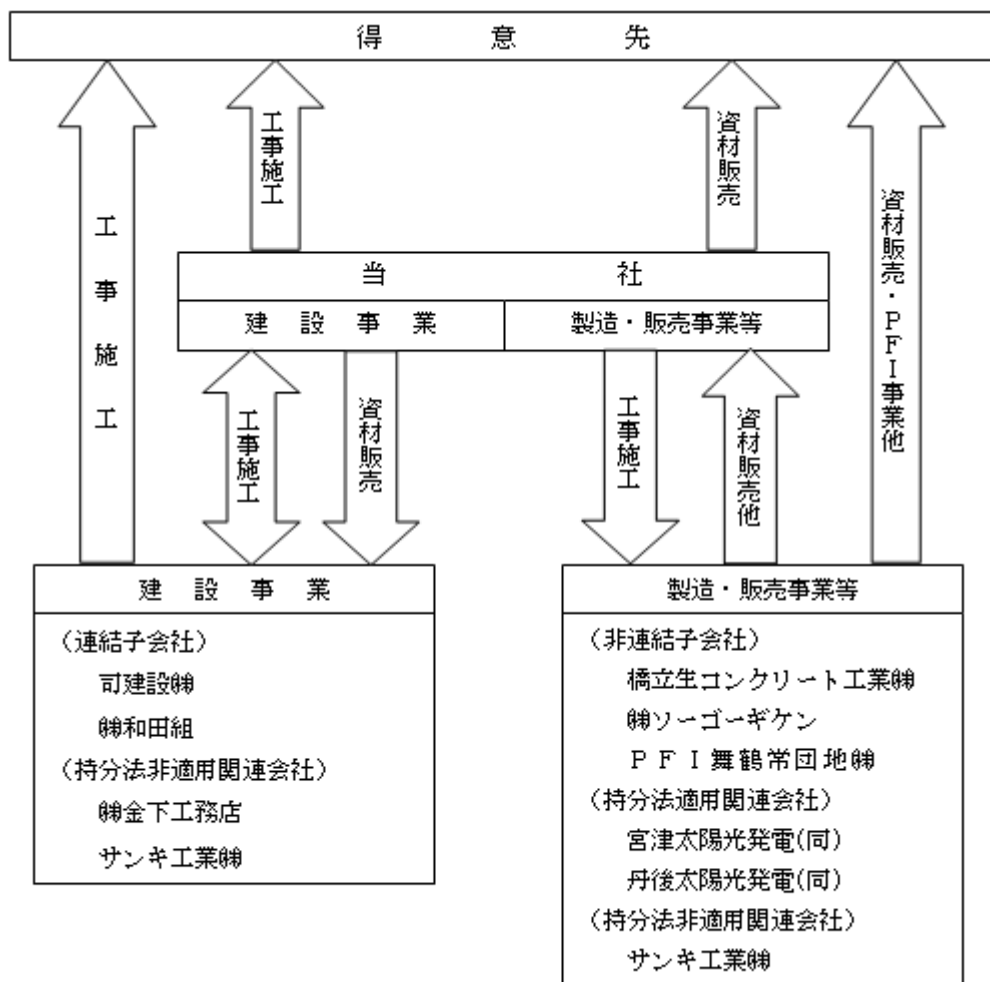 得意先
工事施工
工事施工
資材販売
資材販売・PFI事業他
当社
建設事業
製造・販売事業等
工事施工
資材販売
工事施工
資材販売他
建設事業
(連結子会社)
司建設㈱
㈱和田組
(持分法非適用関連会社)
㈱金下工務店
サンキ工業㈱
製造・販売事業等
(非連結子会社)
橋立生コンクリート工業㈱
㈱ソーゴーギケン
PFI舞鶴常団地㈱
(持分法適用関連会社)
宮津太陽光発電(同)
丹後太陽光発電(同)
(持分法非適用関連会社)
サンキ工業㈱